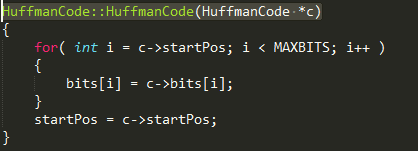 HuffmanCode::HuffmanCode(HuffmanCode *c)
{
    for( int i = c->startPos; i < MAXBITS; i++ )
    {
        bits[i] = c->bits[i];
    }
    startPos = c->startPos;
}